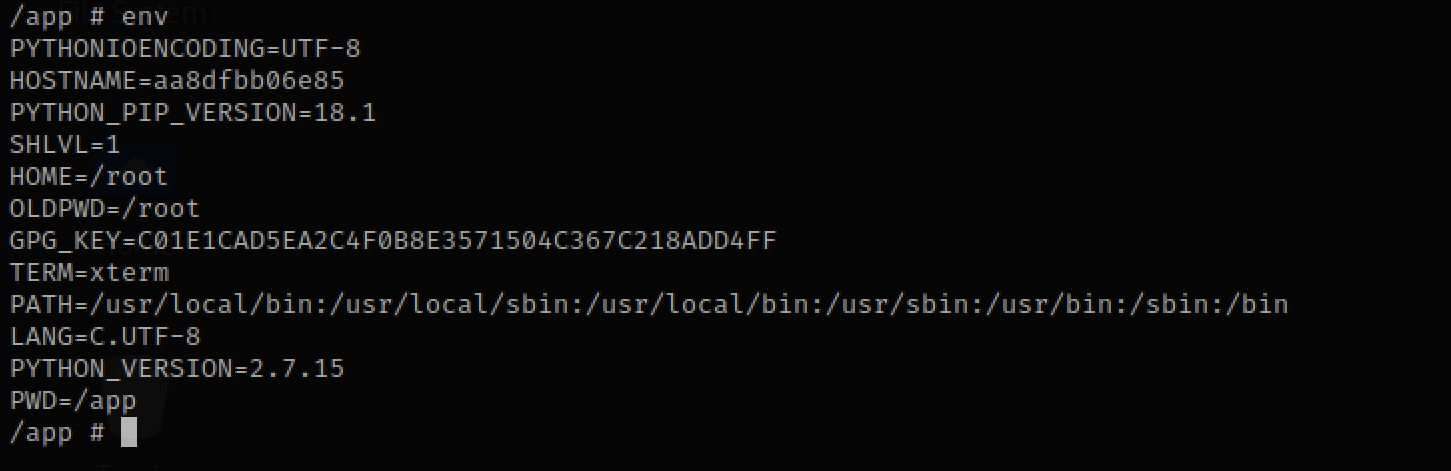 /app # env
PYTHONIOENCODING=UTF-8
HOSTNAME=aa8dfbb06e85
PYTHON_PIP_VERSION=18.1
SHLVL=1
HOME=/root
OLDPWD=/root
GPG_KEY=C01E1CAD5EA2C4F0B8E3571504C367C218ADD4FF
TERM=xterm
PATH=/usr/local/bin:/usr/local/sbin:/usr/local/bin:/usr/sbin:/usr/bin:/sbin:/bin
LANG=C.UTF-8
PYTHON_VERSION=2.7.15
PWD=/app
/app #